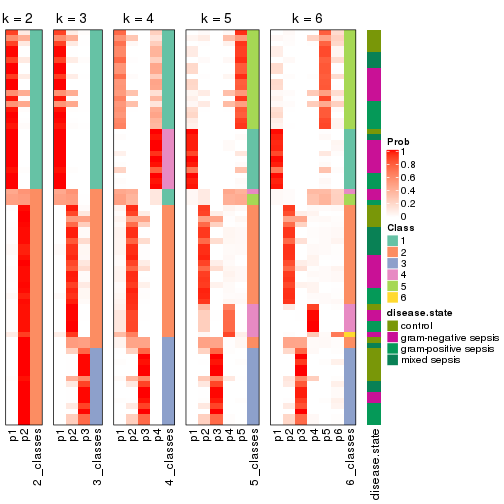 k = 2 k = 3 k = 4 k = 5 k = 6
Prob
1
0.8
0.6
0.4
0.2
0
Class
1
2
3
4
5
6
disease.state
control
gram-negative sepsis
gram-positive sepsis
mixed sepsis
p1 p2 2_classes p1 p2 p3 3_classes p1 p2 p3 p4 4_classes p1 p2 p3 p4 p5 5_classes p1 p2 p3 p4 p5 p6 6_classes disease.state